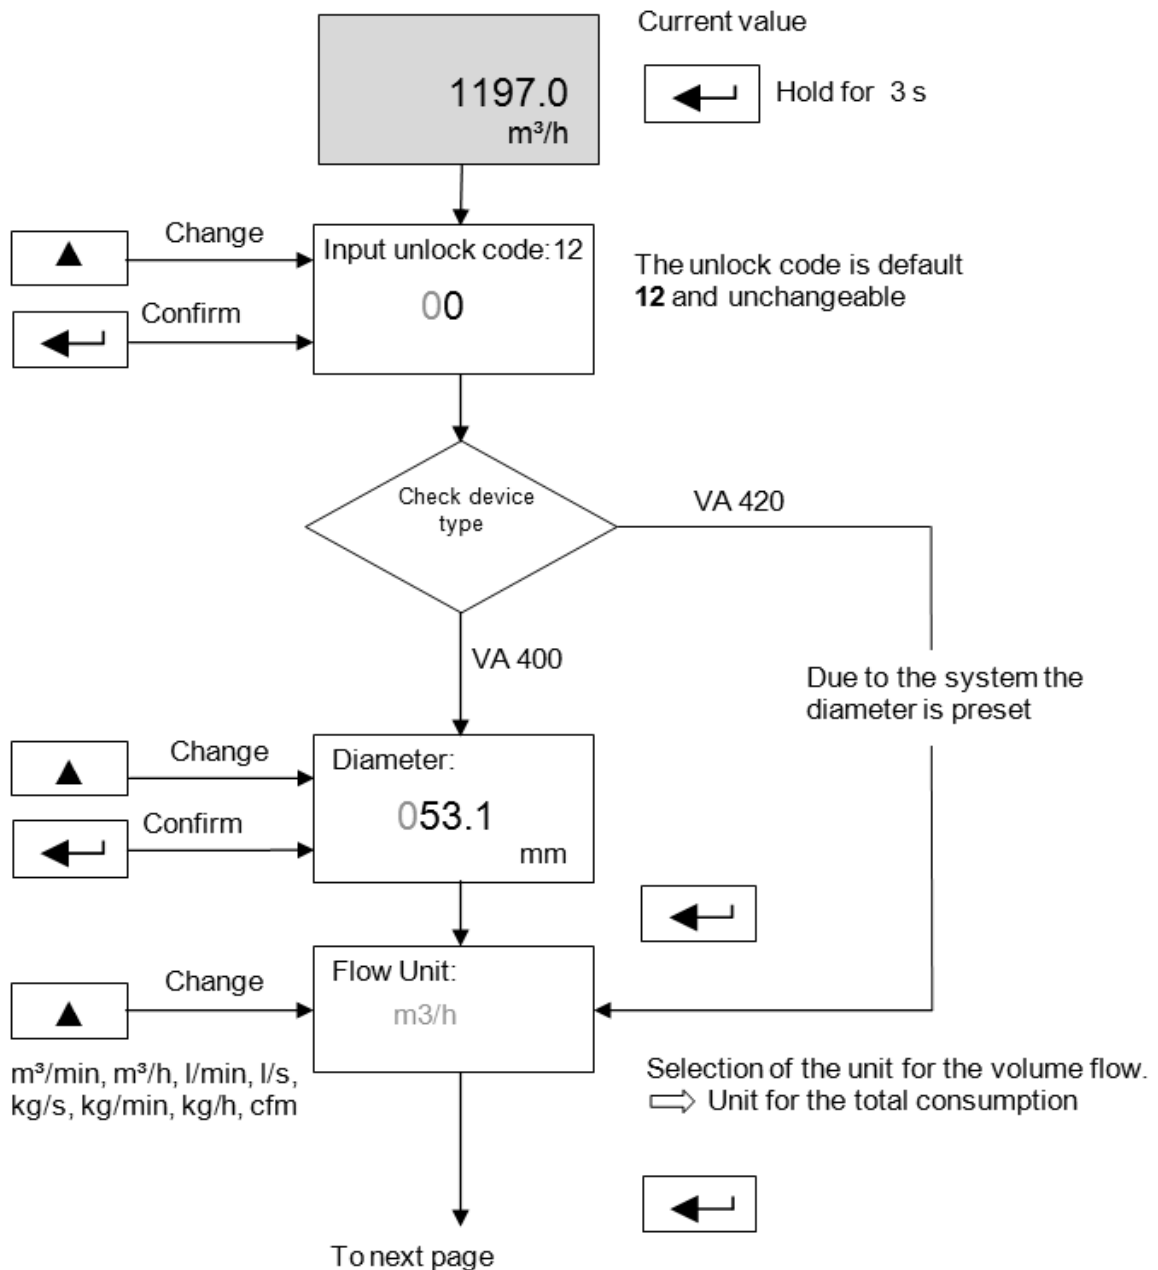 Current value
1197.0
m³/h
Hold for 3 s
Change
Input unlock code:12
00
Confirm
The unlock code is default
12 and unchangeable
Check device
type
VA 420
VA 400
Due to the system the
diameter is preset
Change
Diameter:
053.1
mm
Confirm
Change
Flow Unit:
m3/h
m³/min, m³/h, l/min, l/s,
kg/s, kg/min, kg/h, cfm
Selection of the unit for the volume flow.
⇨ Unit for the total consumption
To next page